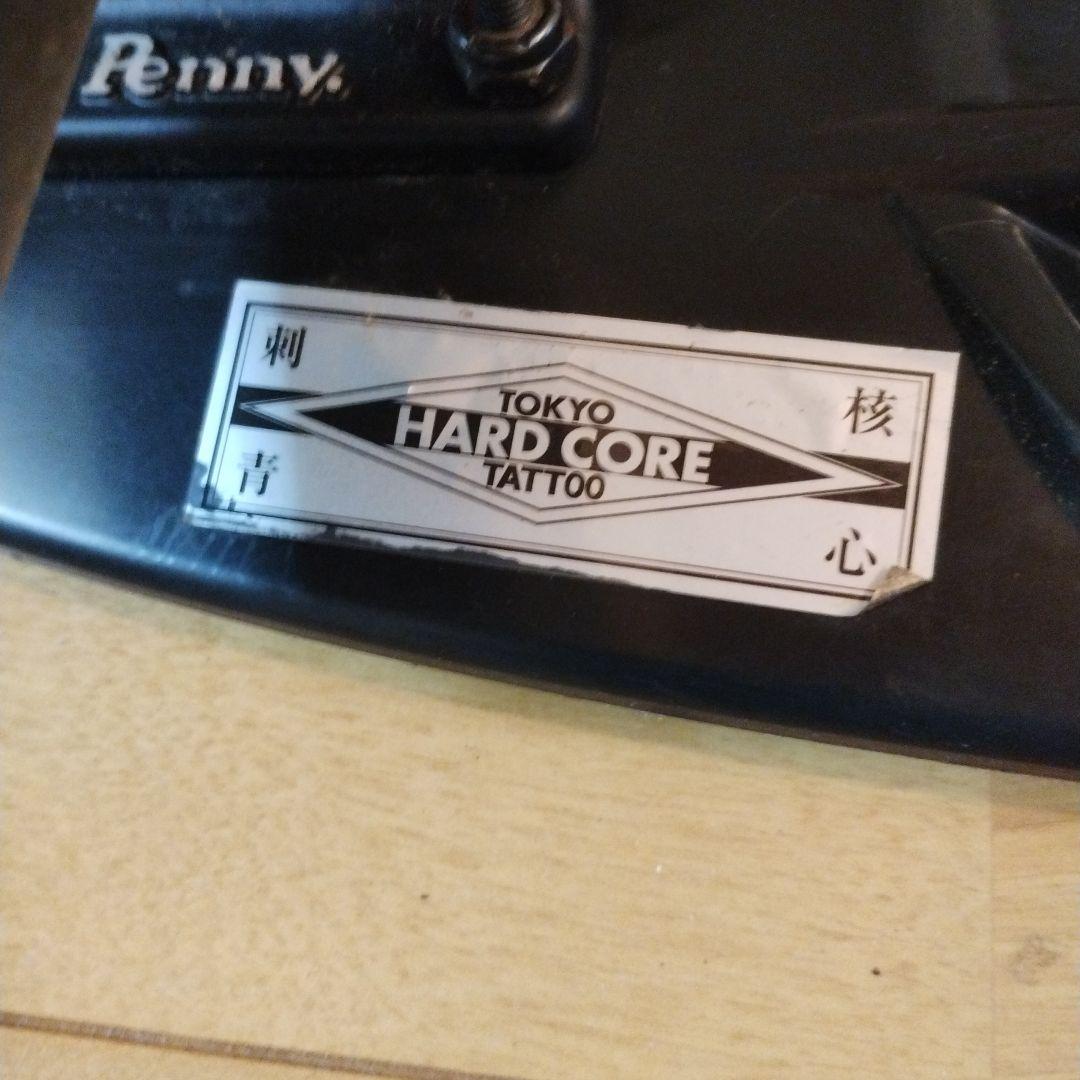 Penny.
刺青
TOKYO
HARD CORE
TATTOO
核心